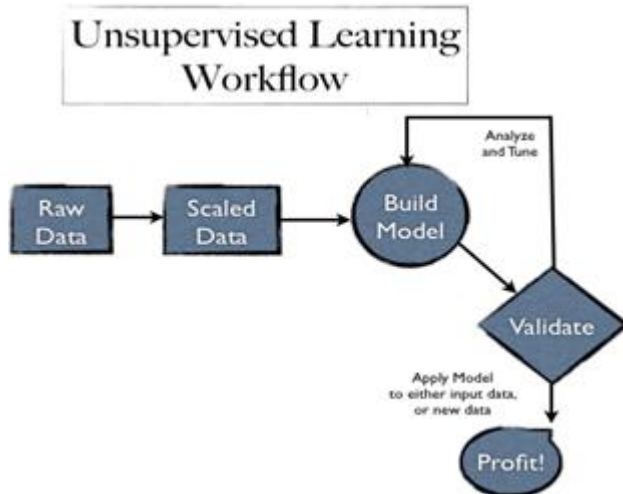 Unsupervised Learning
Workflow
Analyze
and Tune
Raw
Data
Scaled
Data
Build
Model
Validate
Apply Model
to either input data,
or new data
Profit!